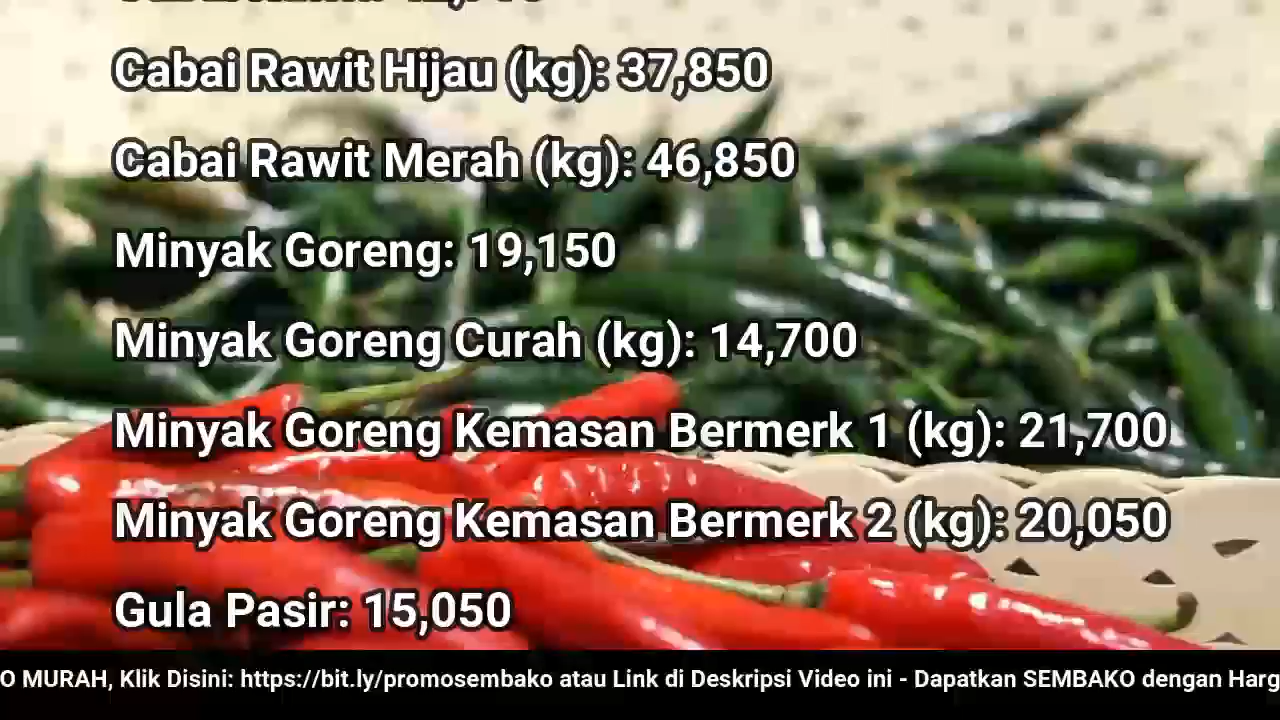 Cabai Rawit Hijau (kg): 37,850
Cabai Rawit Merah (kg): 46,850
Minyak Goreng: 19,150
Minyak Goreng Curah (kg): 14,700
Minyak Goreng Kemasan Bermerk 1 (kg): 21,700
Minyak Goreng Kemasan Bermerk 2 (kg): 20,050
Gula Pasir: 15,050
O MURAH, Klik Disini: https://bit.ly/promosembako atau Link di Deskripsi Video ini - Dapatkan SEMBAKO dengan Harg